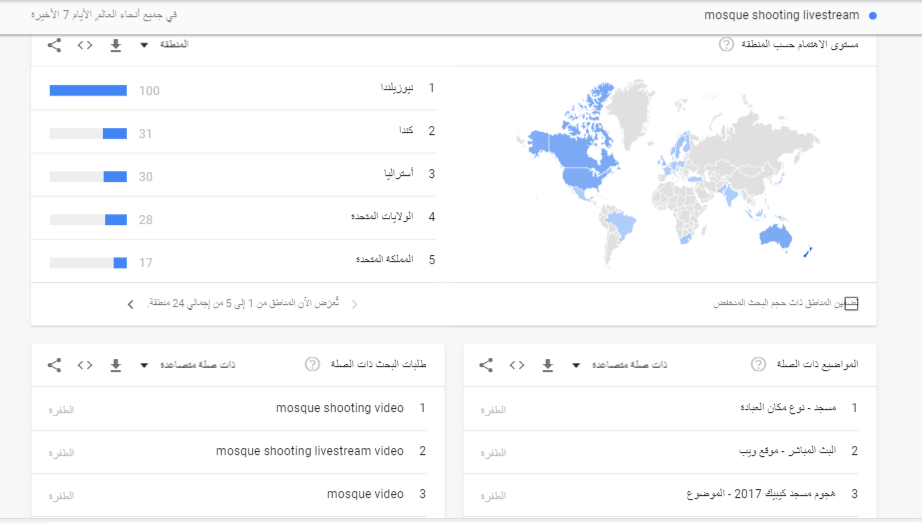 mosque shooting livestream
في جميع أنحاء العالم, الأيام 7 الأخيرة
مستوى الاهتمام حسب المنطقة
المنطقة
1 نيوزيلندا 100
2 كندا 31
3 أستراليا 30
4 الولايات المتحدة 28
5 المملكة المتحدة 17
تضمين المناطق ذات حجم البحث المنخفض
تُعرَض الآن المناطق من 1 إلى 5 من إجمالي 24 منطقة.
المواضيع ذات الصلة
ذات صلة متصاعدة
1 مسجد - نوع مكان العبادة الطفرة
2 البث المباشر - موقع ويب الطفرة
3 هجوم مسجد كيبيك 2017 - الموضوع الطفرة
طلبات البحث ذات الصلة
ذات صلة متصاعدة
1 mosque shooting video الطفرة
2 mosque shooting livestream video الطفرة
3 mosque video الطفرة